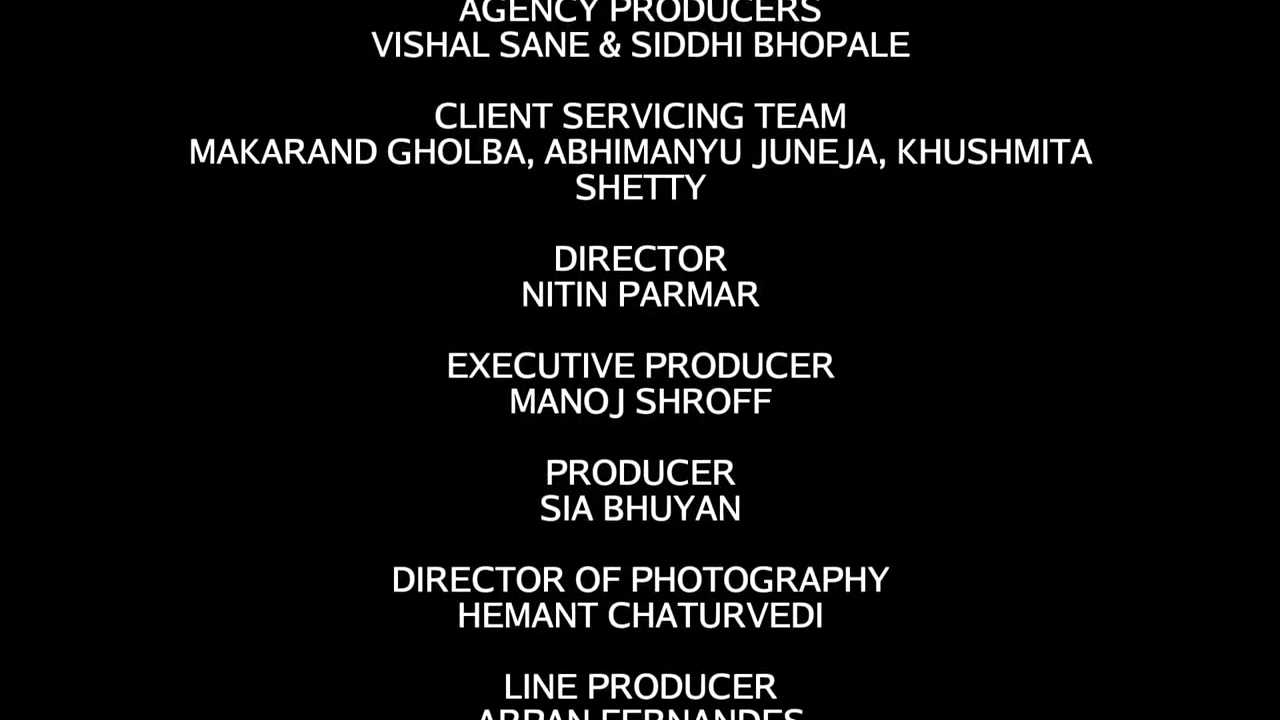 AGENCY PRODUCERS
VISHAL SANE & SIDDHI BHOPALE
CLIENT SERVICING TEAM
MAKARAND GHOLBA, ABHIMANYU JUNEJA, KHUSHMITA
SHETTY
DIRECTOR
NITIN PARMAR
EXECUTIVE PRODUCER
MANOJ SHROFF
PRODUCER
SIA BHUYAN
DIRECTOR OF PHOTOGRAPHY
HEMANT CHATURVEDI
LINE PRODUCER
FERNANDES